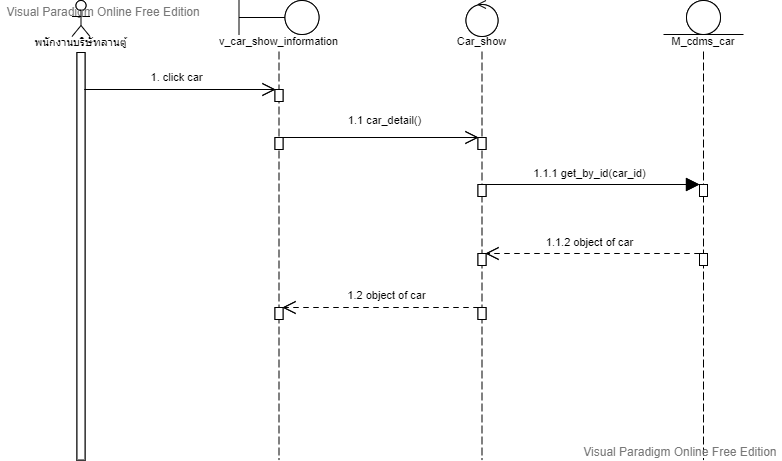 Visual Paradigm Online Free Edition
พนักงานบริษัทลานตู้
v_car_show_information
Car_show
M_cdms_car
1. click car
1.1 car_detail()
1.1.1 get_by_id(car_id)
1.1.2 object of car
1.2 object of car
Visual Paradigm Online Free Edition